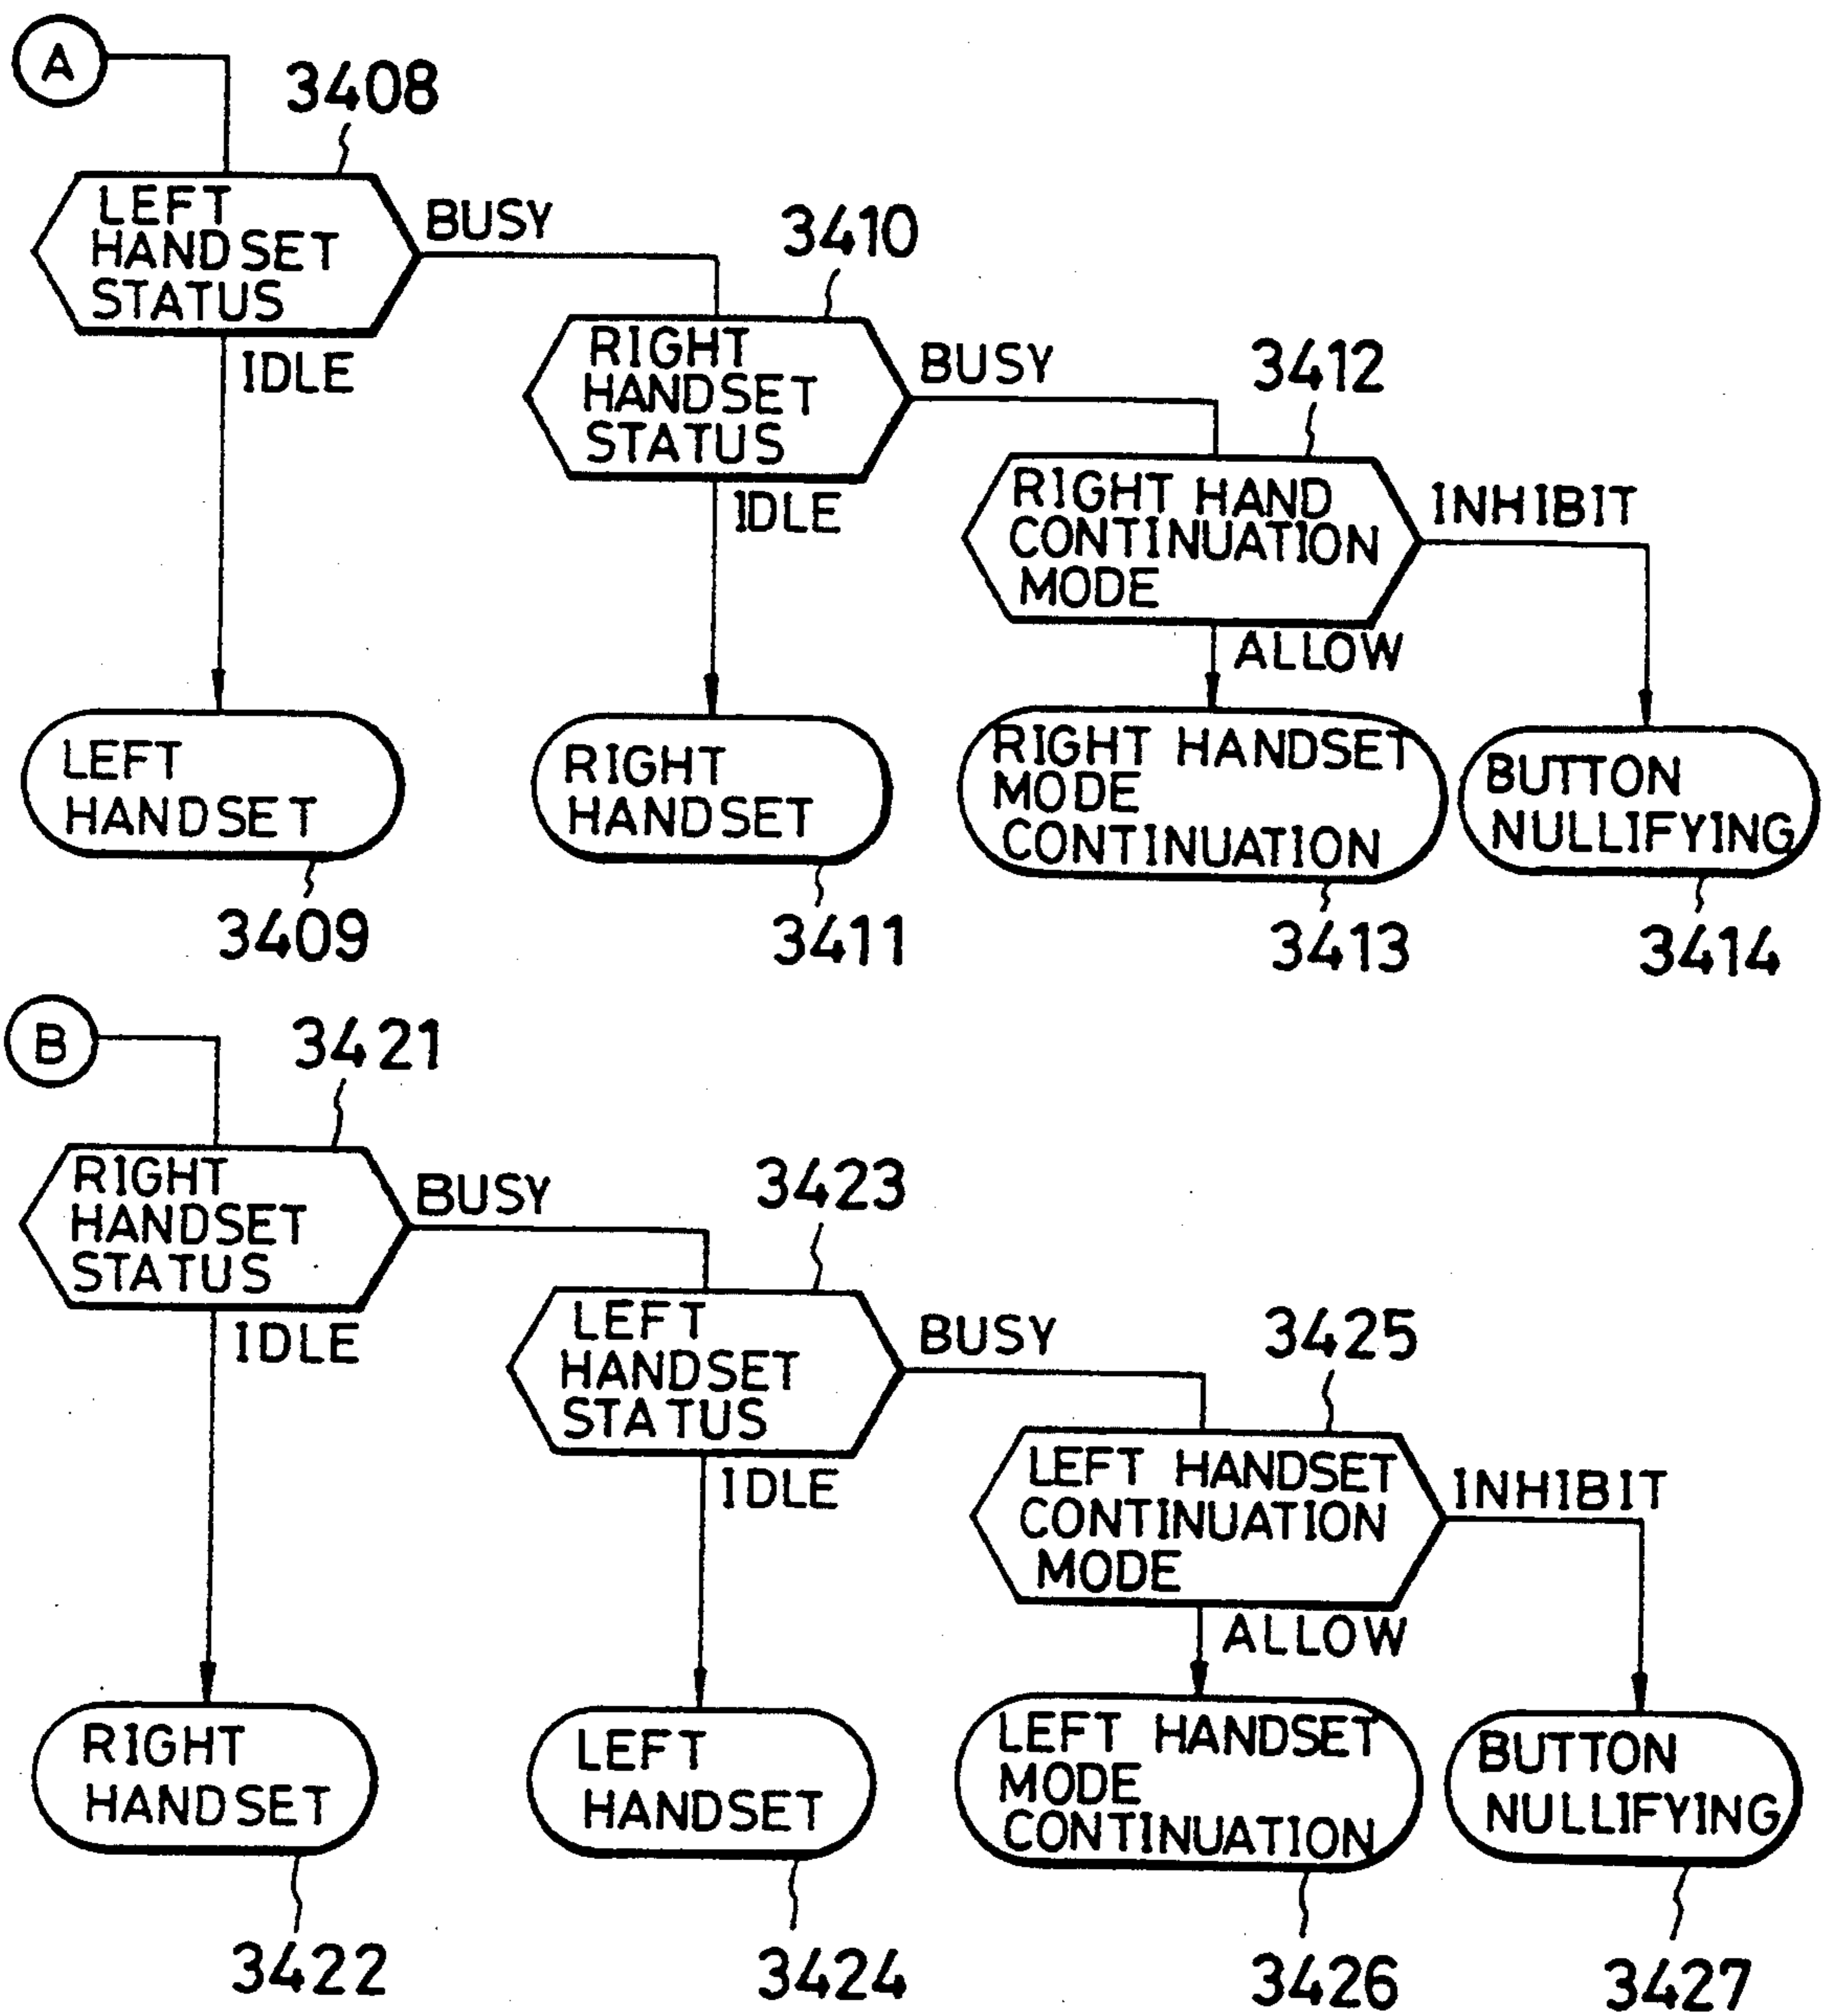 A
3408
LEFT
HANDSET
STATUS
BUSY
IDLE
3410
RIGHT
HANDSET
STATUS
BUSY
IDLE
3412
RIGHT HAND
CONTINUATION
MODE
INHIBIT
ALLOW
LEFT
HANDSET
3409
RIGHT
HANDSET
3411
RIGHT HANDSET
MODE
CONTINUATION
3413
BUTTON
NULLIFYING
3414
B
3421
RIGHT
HANDSET
STATUS
BUSY
IDLE
3423
LEFT
HANDSET
STATUS
BUSY
IDLE
3425
LEFT HANDSET
CONTINUATION
MODE
INHIBIT
ALLOW
RIGHT
HANDSET
3422
LEFT
HANDSET
3424
LEFT HANDSET
MODE
CONTINUATION
3426
BUTTON
NULLIFYING
3427